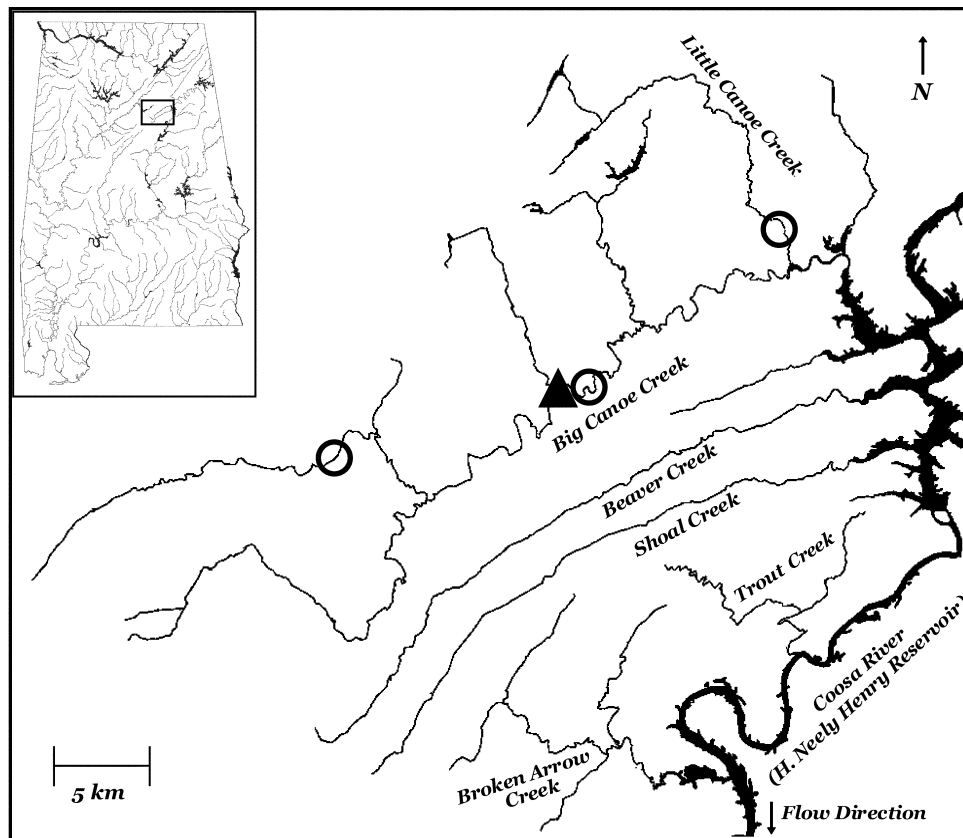 Little Canoe Creek
N
Big Canoe Creek
Beaver Creek
Shoal Creek
Trout Creek
Coosa River
(H. Neely Henry Reservoir)
Broken Arrow
Creek
5 km
Flow Direction